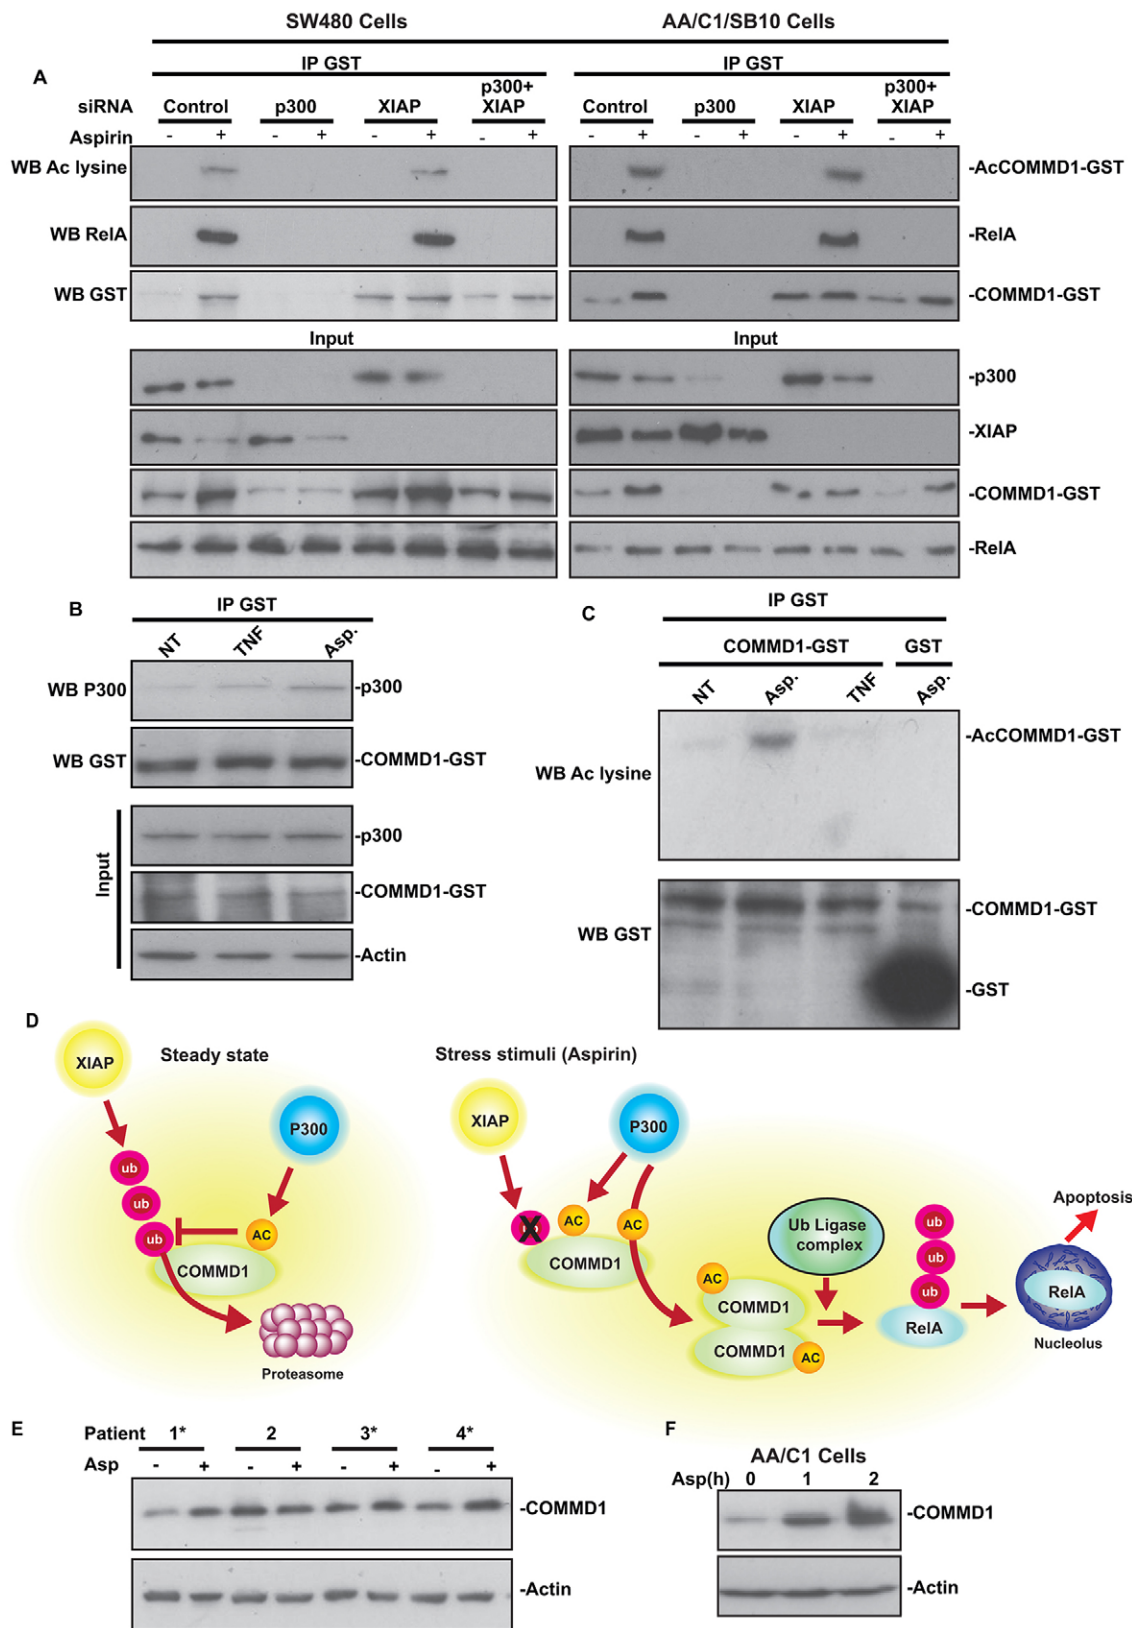 SW480 Cells AA/C1/SB10 Cells
A
IP GST IP GST
siRNA Control p300 XIAP p300+ XIAP Control p300 XIAP p300+ XIAP
Aspirin - + - + - + - + - + - + - + - +
WB Ac lysine -AcCOMMD1-GST
WB RelA -RelA
WB GST -COMMD1-GST
Input Input
-p300
-XIAP
-COMMD1-GST
-RelA
B
IP GST
NT TNF Asp.
WB P300 -p300
WB GST -COMMD1-GST
Input
-p300
-COMMD1-GST
-Actin
C
IP GST
COMMD1-GST GST
NT Asp. TNF Asp.
WB Ac lysine -AcCOMMD1-GST
WB GST -COMMD1-GST
-GST
D
Steady state
XIAP
P300
ub
ub
ub
AC
COMMD1
Proteasome
Stress stimuli (Aspirin)
XIAP
P300
AC
AC
COMMD1
AC
COMMD1
COMMD1
AC
Ub Ligase
complex
ub
ub
ub
RelA
Apoptosis
RelA
Nucleolus
E
Patient 1* 2 3* 4*
Asp - + - + - + - +
-COMMD1
-Actin
F
AA/C1 Cells
Asp(h) 0 1 2
-COMMD1
-Actin